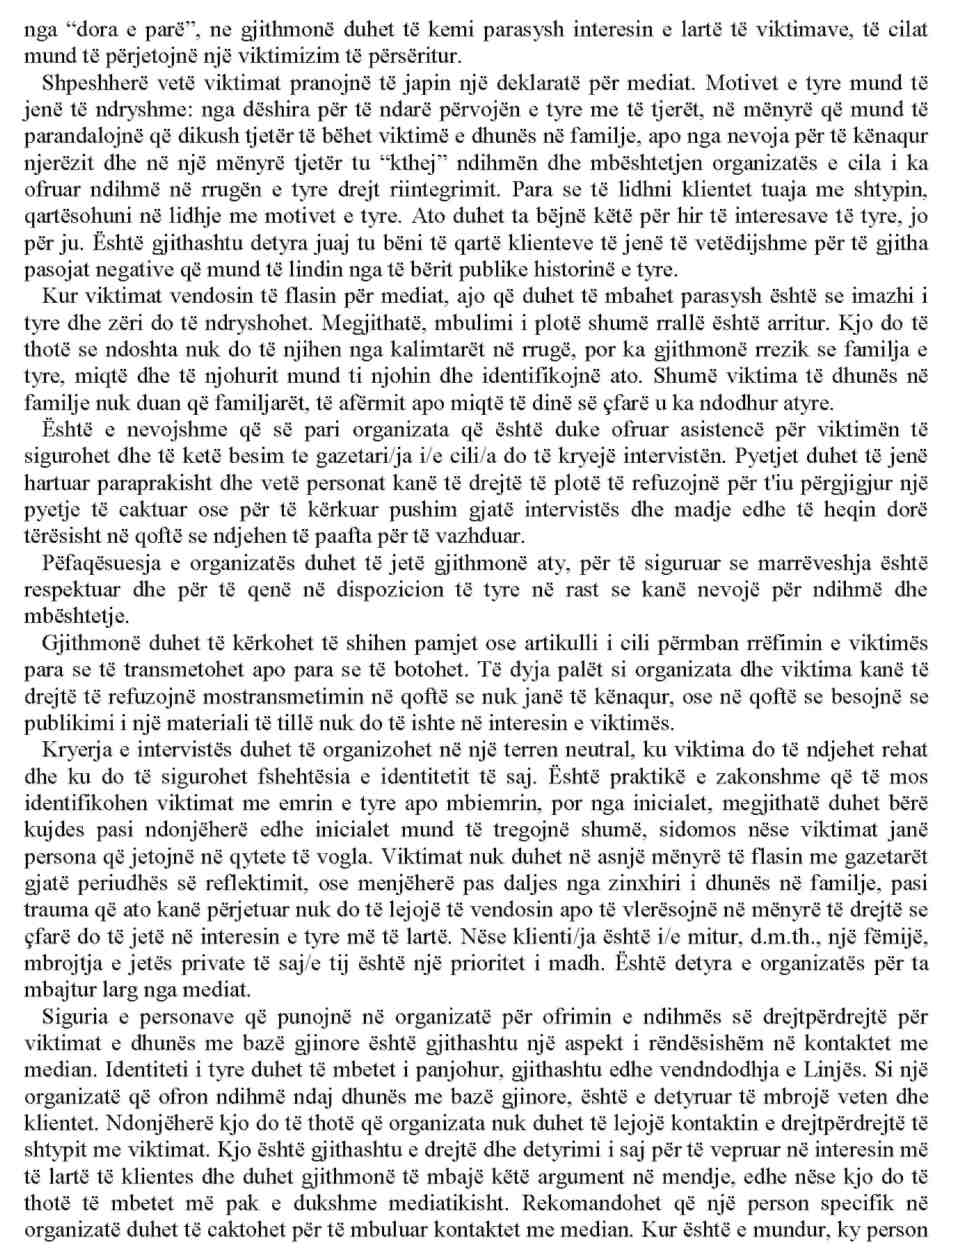 nga “dora e parë”, ne gjithmonë duhet të kemi parasysh interesin e lartë të viktimave, të cilat
mund të përjetojnë një viktimizim të përsëritur.
Shpeshherë vetë viktimat pranojnë të japin një deklaratë për mediat. Motivet e tyre mund të
jenë të ndryshme: nga dëshira për të ndarë përvojën e tyre me të tjerët, në mënyrë që mund të
parandalojnë që dikush tjetër të bëhet viktimë e dhunës në familje, apo nga nevoja për të kënaqur
njerëzit dhe në një mënyrë tjetër tu “kthej” ndihmën dhe mbështetjen organizatës e cila i ka
ofruar ndihmë në rrugën e tyre drejt riintegrimit. Para se të lidhni klientet tuaja me shtypin,
qartësohuni në lidhje me motivet e tyre. Ato duhet ta bëjnë këtë për hir të interesave të tyre, jo
për ju. Është gjithashtu detyra juaj tu bëni të qartë klienteve të jenë të vetëdijshme për të gjitha
pasojat negative që mund të lindin nga të bërit publike historinë e tyre.
Kur viktimat vendosin të flasin për mediat, ajo që duhet të mbahet parasysh është se imazhi i
tyre dhe zëri do të ndryshohet. Megjithatë, mbulimi i plotë shumë rrallë është arritur. Kjo do të
thotë se ndoshta nuk do të njihen nga kalimtarët në rrugë, por ka gjithmonë rrezik se familja e
tyre, miqtë dhe të njohurit mund ti njohin dhe identifikojnë ato. Shumë viktima të dhunës në
familje nuk duan që familjarët, të afërmit apo miqtë të dinë së çfarë u ka ndodhur atyre.
Është e nevojshme që së pari organizata që është duke ofruar asistencë për viktimën të
sigurohet dhe të ketë besim te gazetari/ja i/e cili/a do të kryejë intervistën. Pyetjet duhet të jenë
hartuar paraprakisht dhe vetë personat kanë të drejtë të plotë të refuzojnë për t'iu përgjigjur një
pyetje të caktuar ose për të kërkuar pushim gjatë intervistës dhe madje edhe të heqin dorë
tërësisht në qoftë se ndjehen të paafta për të vazhduar.
Pëfaqësuesja e organizatës duhet të jetë gjithmonë aty, për të siguruar se marrëveshja është
respektuar dhe për të qenë në dispozicion të tyre në rast se kanë nevojë për ndihmë dhe
mbështetje.
Gjithmonë duhet të kërkohet të shihen pamjet ose artikulli i cili përmban rrëfimin e viktimës
para se të transmetohet apo para se të botohet. Të dyja palët si organizata dhe viktima kanë të
drejtë të refuzojnë mostransmetimin në qoftë se nuk janë të kënaqur, ose në qoftë se besojnë se
publikimi i një materiali të tillë nuk do të ishte në interesin e viktimës.
Kryerja e intervistës duhet të organizohet në një terren neutral, ku viktima do të ndjehet rehat
dhe ku do të sigurohet fshehtësia e identitetit të saj. Është praktikë e zakonshme që të mos
identifikohen viktimat me emrin e tyre apo mbiemrin, por nga inicialet, megjithatë duhet bërë
kujdes pasi ndonjëherë edhe inicialet mund të tregojnë shumë, sidomos nëse viktimat janë
persona që jetojnë në qytete të vogla. Viktimat nuk duhet në asnjë mënyrë të flasin me gazetarët
gjatë periudhës së reflektimit, ose menjëherë pas daljes nga zinxhiri i dhunës në familje, pasi
trauma që ato kanë përjetuar nuk do të lejojë të vendosin apo të vlerësojnë në mënyrë të drejtë se
çfarë do të jetë në interesin e tyre më të lartë. Nëse klienti/ja është i/e mitur, d.m.th., një fëmijë,
mbrojtja e jetës private të saj/e tij është një prioritet i madh. Është detyra e organizatës për ta
mbajtur larg nga mediat.
Siguria e personave që punojnë në organizatë për ofrimin e ndihmës së drejtpërdrejtë për
viktimat e dhunës me bazë gjinore është gjithashtu një aspekt i rëndësishëm në kontaktet me
median. Identiteti i tyre duhet të mbetet i panjohur, gjithashtu edhe vendndodhja e Linjës. Si një
organizatë që ofron ndihmë ndaj dhunës me bazë gjinore, është e detyruar të mbrojë veten dhe
klientet. Ndonjëherë kjo do të thotë që organizata nuk duhet të lejojë kontaktin e drejtpërdrejtë të
shtypit me viktimat. Kjo është gjithashtu e drejtë dhe detyrimi i saj për të vepruar në interesin më
të lartë të klientes dhe duhet gjithmonë të mbajë këtë argument në mendje, edhe nëse kjo do të
thotë të mbetet më pak e dukshme mediatikisht. Rekomandohet që një person specifik në
organizatë duhet të caktohet për të mbuluar kontaktet me median. Kur është e mundur, ky person